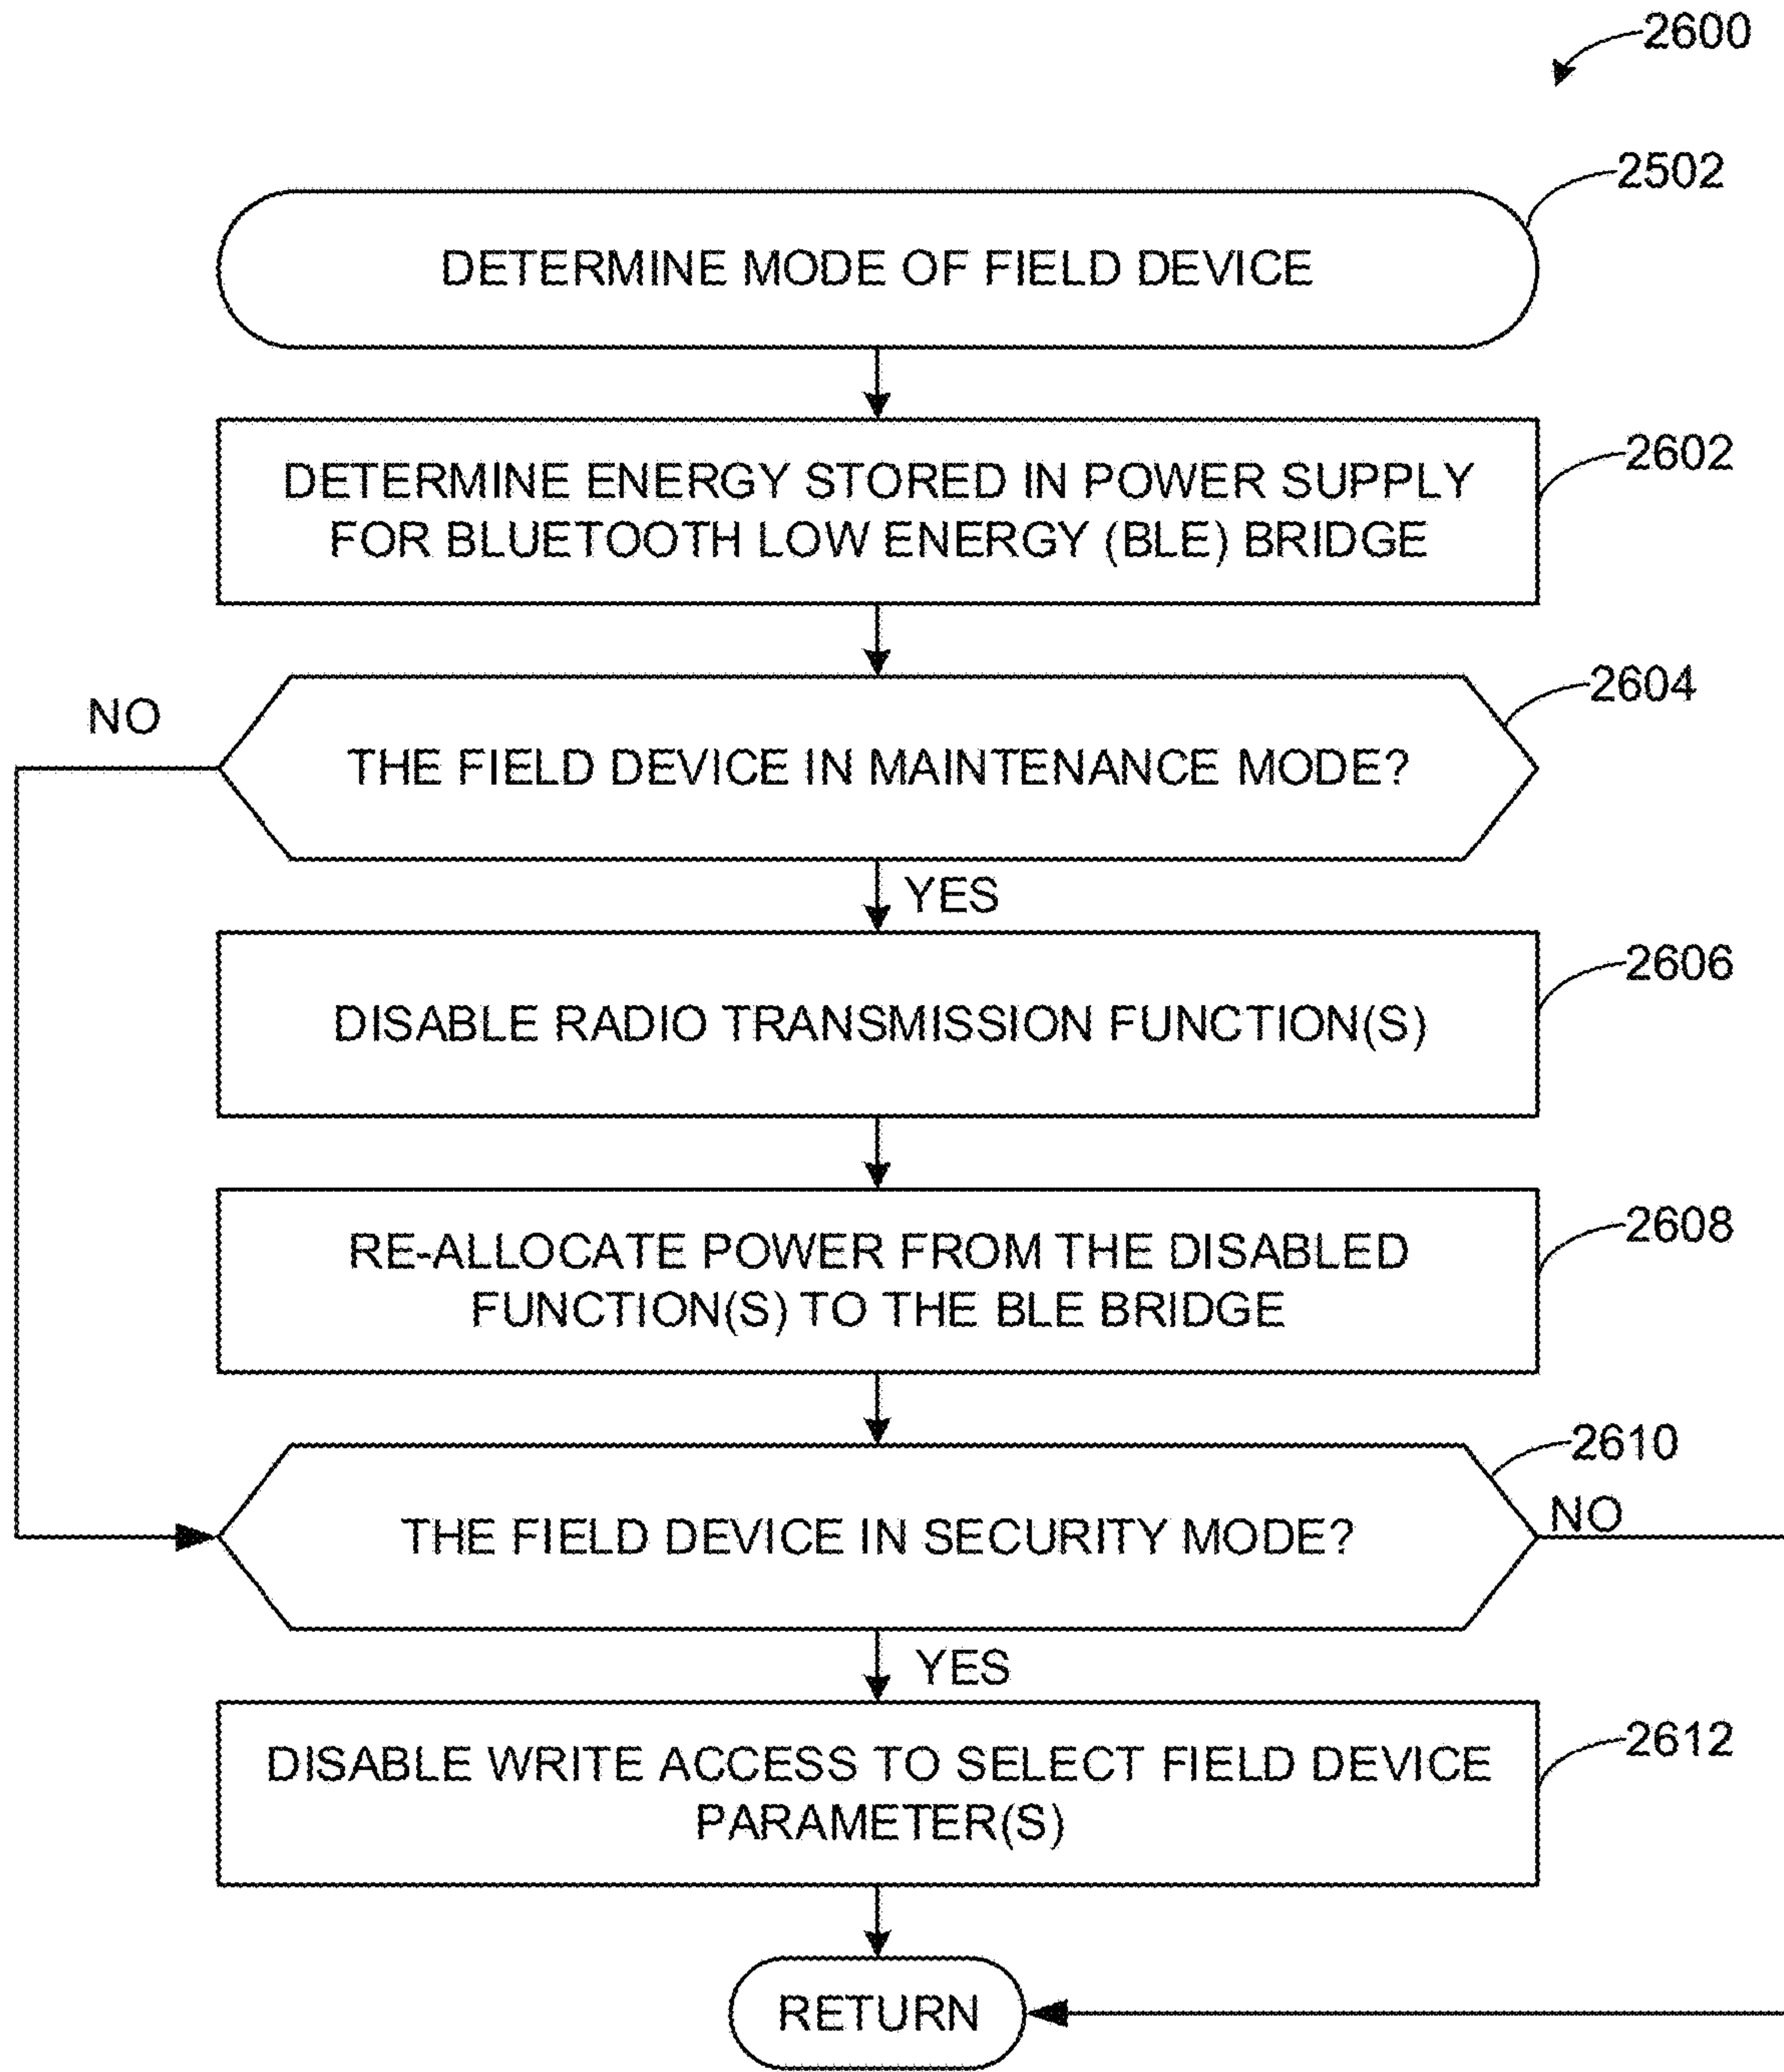 2600
2502
DETERMINE MODE OF FIELD DEVICE
2602
DETERMINE ENERGY STORED IN POWER SUPPLY
FOR BLUETOOTH LOW ENERGY (BLE) BRIDGE
2604
NO
THE FIELD DEVICE IN MAINTENANCE MODE?
YES
2606
DISABLE RADIO TRANSMISSION FUNCTION(S)
2608
RE-ALLOCATE POWER FROM THE DISABLED
FUNCTION(S) TO THE BLE BRIDGE
2610
NO
THE FIELD DEVICE IN SECURITY MODE?
YES
2612
DISABLE WRITE ACCESS TO SELECT FIELD DEVICE
PARAMETER(S)
RETURN